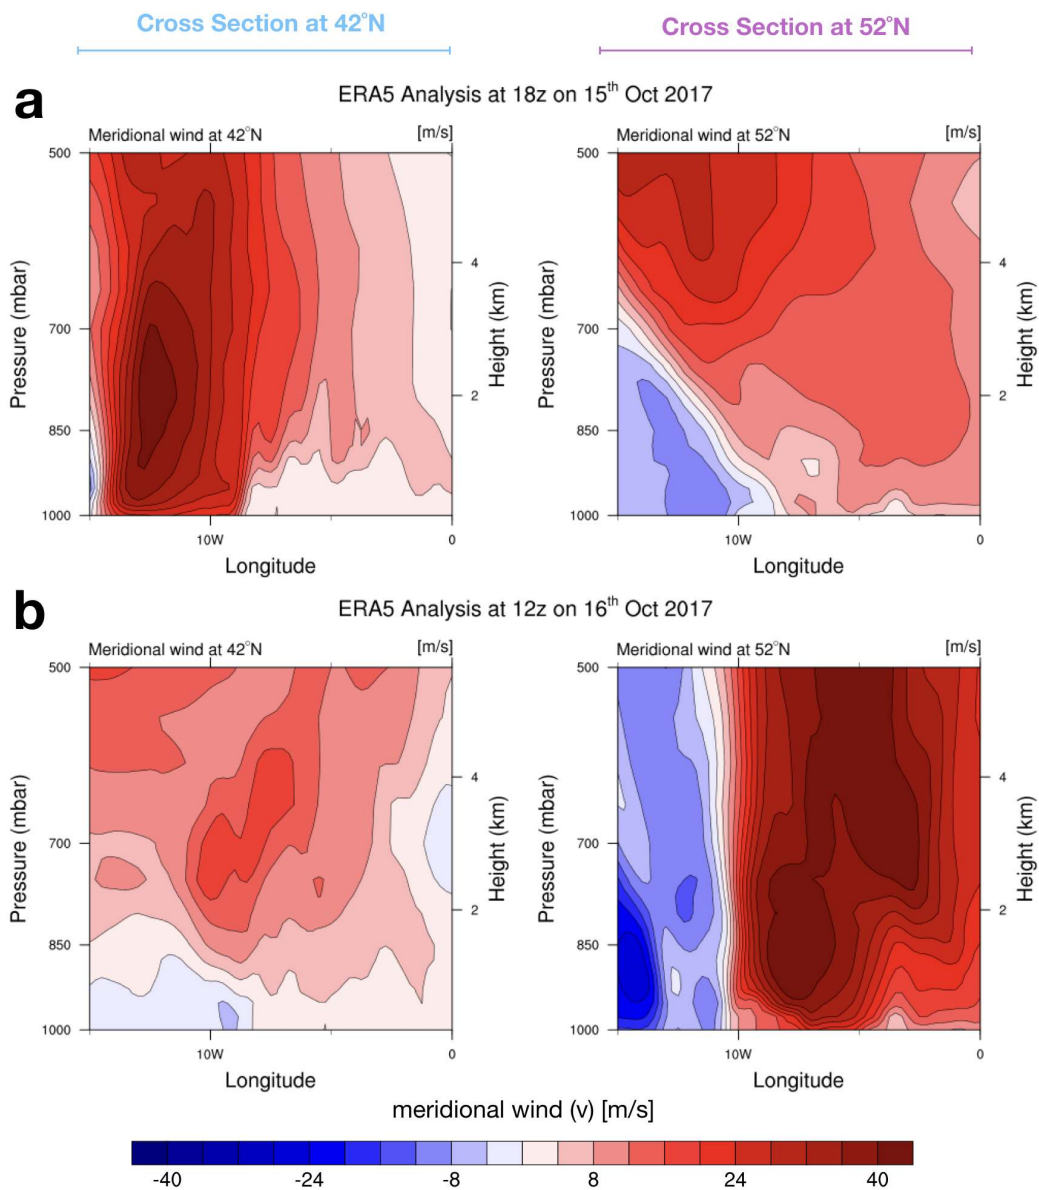 Cross Section at 42°N
Cross Section at 52°N
a
ERA5 Analysis at 18z on 15th Oct 2017
Meridional wind at 42°N [m/s]
Meridional wind at 52°N [m/s]
500
700
850
1000
Pressure (mbar)
4
2
Height (km)
10W
0
Longitude
500
700
850
1000
Pressure (mbar)
4
2
Height (km)
10W
0
Longitude
b
ERA5 Analysis at 12z on 16th Oct 2017
Meridional wind at 42°N [m/s]
Meridional wind at 52°N [m/s]
500
700
850
1000
Pressure (mbar)
4
2
Height (km)
10W
0
Longitude
500
700
850
1000
Pressure (mbar)
4
2
Height (km)
10W
0
Longitude
meridional wind (v) [m/s]
-40 -24 -8 8 24 40